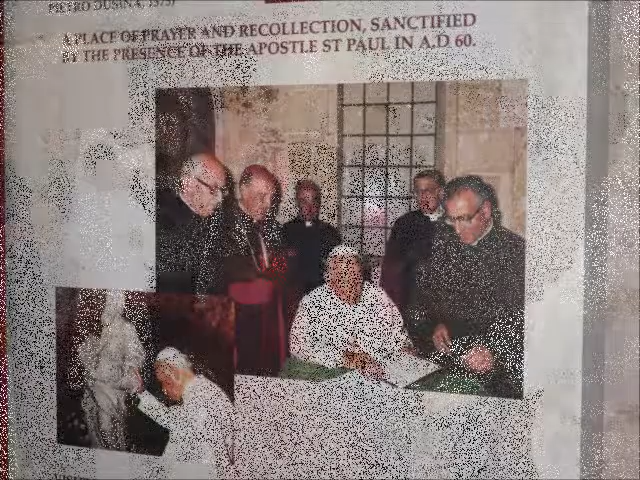 PIETRO DUSINA, 1575)
A PLACE OF PRAYER AND RECOLLECTION, SANCTIFIED
BY THE PRESENCE OF THE APOSTLE ST PAUL IN A.D 60.